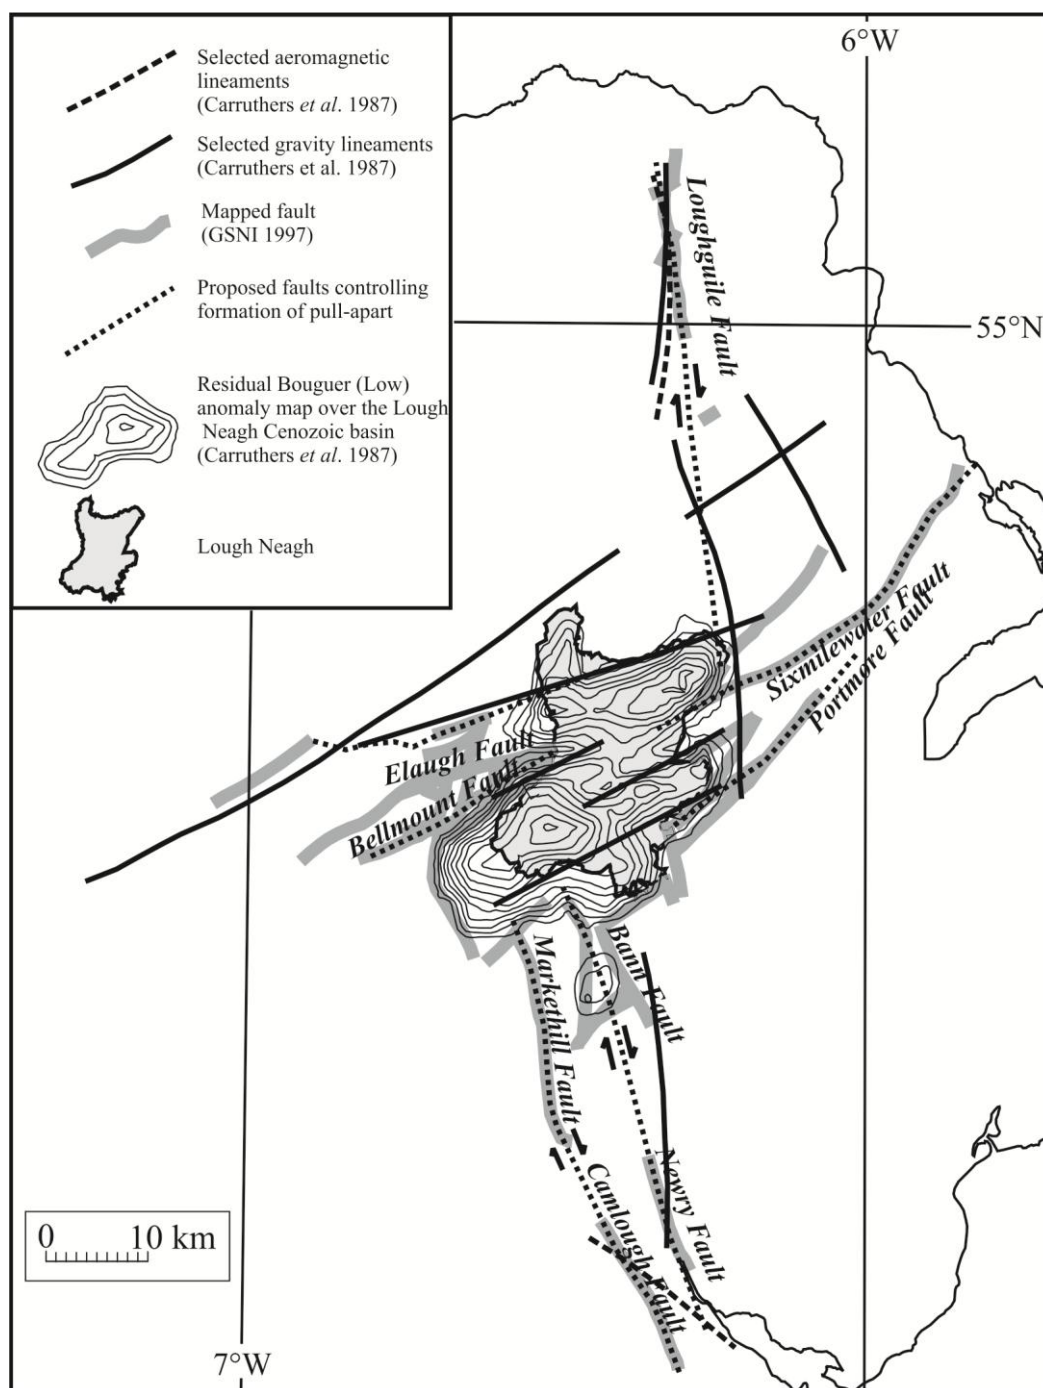 Selected aeromagnetic
lineaments
(Carruthers et al. 1987)
Selected gravity lineaments
(Carruthers et al. 1987)
Mapped fault
(GSNI 1997)
Proposed faults controlling
formation of pull-apart
Residual Bouguer (Low)
anomaly map over the Lough
Neagh Cenozoic basin
(Carruthers et al. 1987)
Lough Neagh
6°W
Loughguile Fault
55°N
Sixmilewater Fault
Portmore Fault
Elaugh Fault
Bellmount Fault
Bann Fault
Markethill Fault
Newry Fault
Camlough Fault
0 10 km
7°W